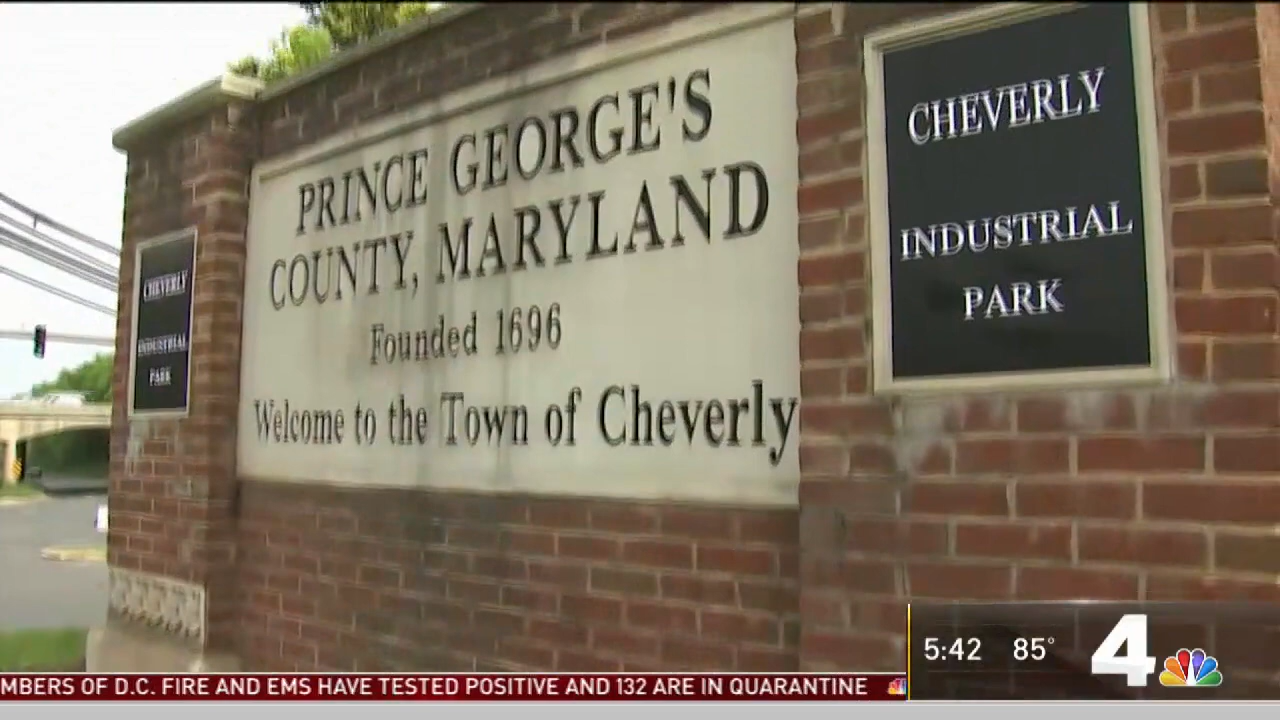 PRINCE GEORGE'S
COUNTY, MARYLAND
Founded 1696
Welcome to the Town of Cheverly
CHEVERLY
INDUSTRIAL
PARK
CHEVERLY
INDUSTRIAL
PARK
5:42 85° 4
MBERS OF D.C. FIRE AND EMS HAVE TESTED POSITIVE AND 132 ARE IN QUARANTINE